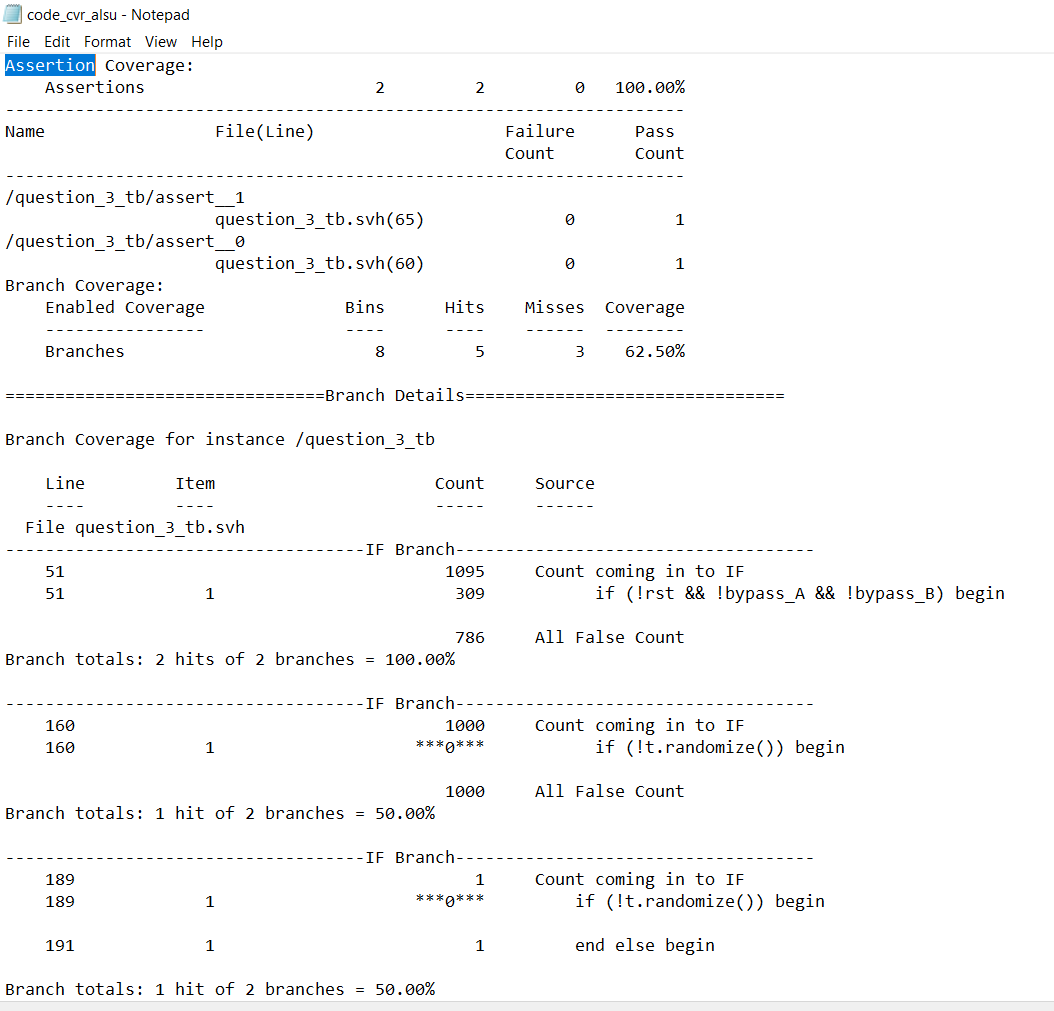 code_cvr_alsu - Notepad
File Edit Format View Help
Assertion Coverage:
    Assertions                       2         2         0   100.00%
--------------------------------------------------------------------
Name                 File(Line)                   Failure      Pass
                                                  Count        Count
--------------------------------------------------------------------
/question_3_tb/assert__1
                     question_3_tb.svh(65)              0          1
/question_3_tb/assert__0
                     question_3_tb.svh(60)              0          1
Branch Coverage:
    Enabled Coverage              Bins      Hits    Misses  Coverage
    ----------------              ----      ----    ------  --------
    Branches                         8         5         3    62.50%
================================Branch Details================================
Branch Coverage for instance /question_3_tb
    Line         Item                      Count     Source
    ----         ----                      -----     ------
  File question_3_tb.svh
------------------------------------IF Branch------------------------------------
    51                                      1095     Count coming in to IF
    51              1                        309           if (!rst && !bypass_A && !bypass_B) begin
                                             786     All False Count
Branch totals: 2 hits of 2 branches = 100.00%
------------------------------------IF Branch------------------------------------
    160                                     1000     Count coming in to IF
    160             1                    ***0***           if (!t.randomize()) begin
                                            1000     All False Count
Branch totals: 1 hit of 2 branches = 50.00%
------------------------------------IF Branch------------------------------------
    189                                        1     Count coming in to IF
    189             1                    ***0***         if (!t.randomize()) begin
    191             1                          1         end else begin
Branch totals: 1 hit of 2 branches = 50.00%